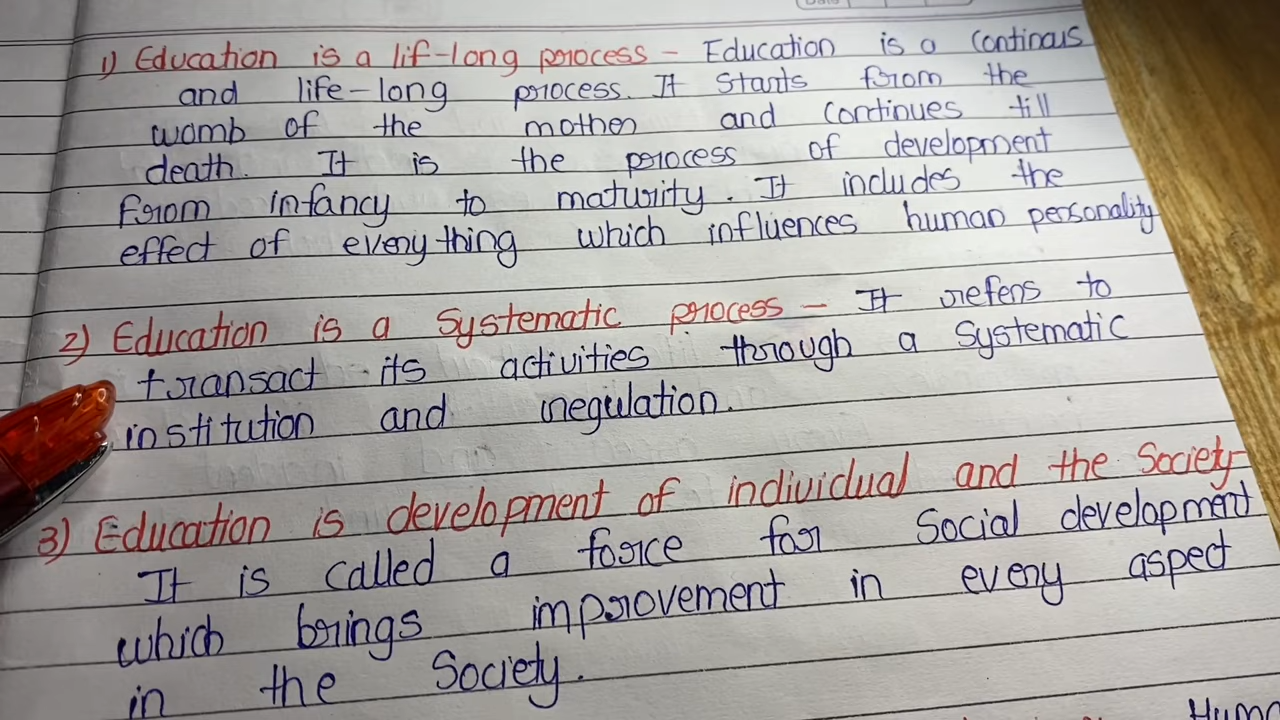 1) Education is a lif-long process - Education is a Continous
and life-long process. It Starts from the
womb of the mother and Continues till
death. It is the process of development
from infancy to maturity. It includes the
effect of everything which influences human personality
2) Education is a Systematic process - It refers to
transact its activities through a Systematic
institution and regulation.
3) Education is development of individual and the Society-
It is Called a force for Social development
which brings improvement in every aspect
in the Society.